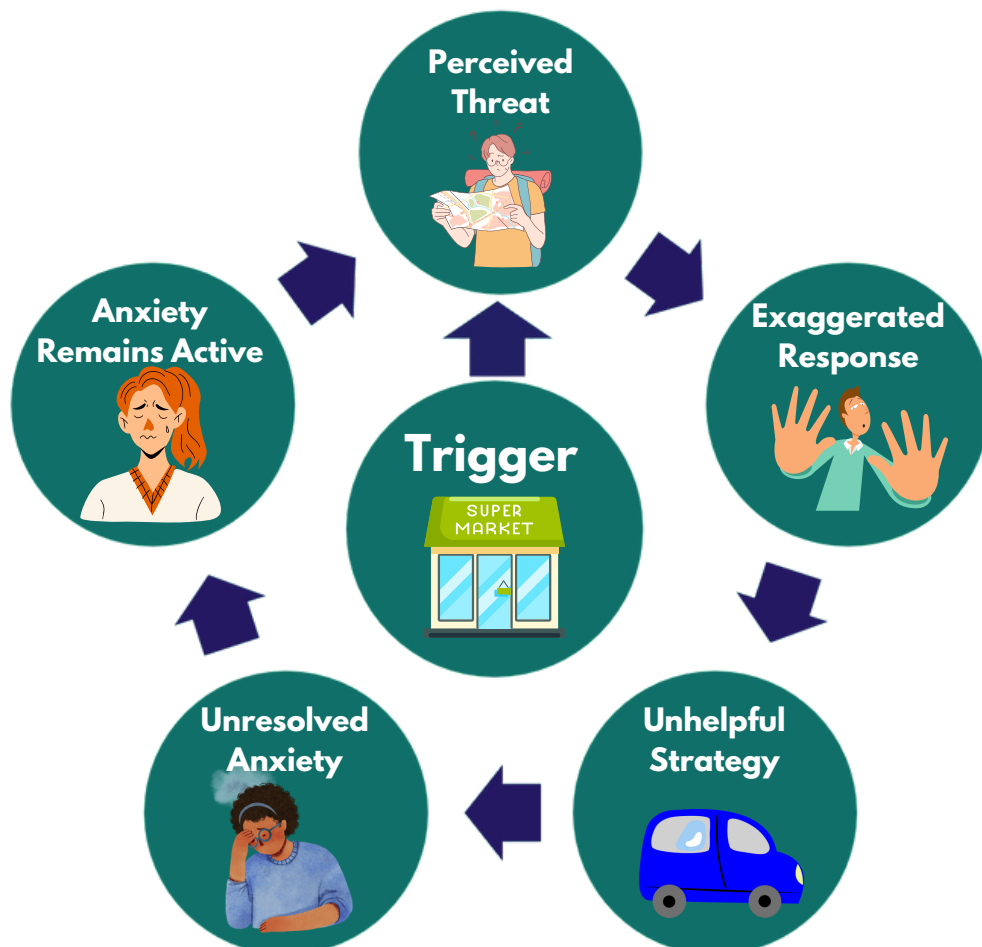 Perceived
Threat
Exaggerated
Response
Unhelpful
Strategy
Unresolved
Anxiety
Anxiety
Remains Active
Trigger
SUPER
MARKET